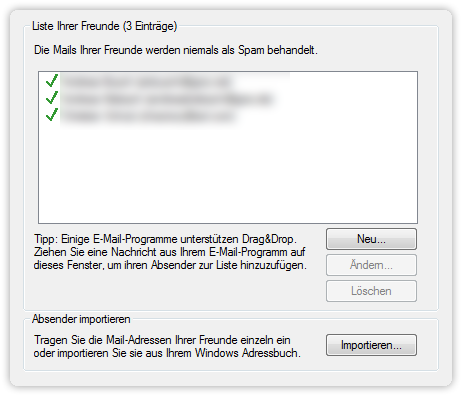 Liste Ihrer Freunde (3 Einträge)
Die Mails Ihrer Freunde werden niemals als Spam behandelt.
Tipp: Einige E-Mail-Programme unterstützen Drag&Drop.
Ziehen Sie eine Nachricht aus Ihrem E-Mail-Programm auf
dieses Fenster, um ihren Absender zur Liste hinzuzufügen.
Neu...
Ändern...
Löschen
Absender importieren
Tragen Sie die Mail-Adressen Ihrer Freunde einzeln ein
oder importieren Sie sie aus Ihrem Windows Adressbuch.
Importieren...